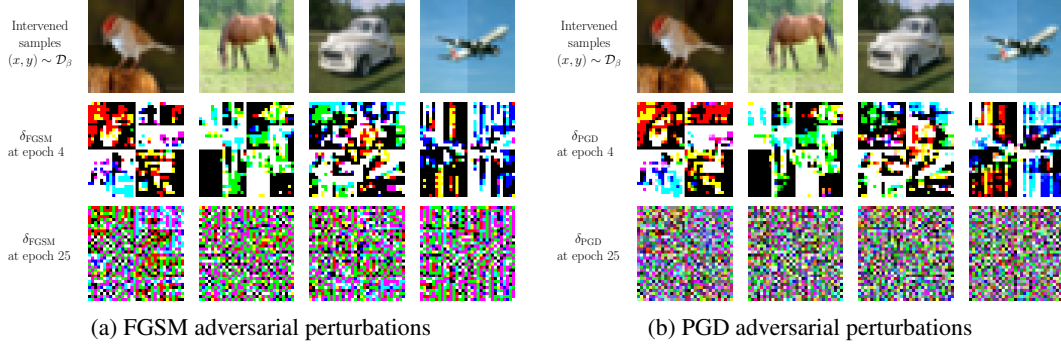 Intervened
samples
(x, y) ∼ 𝒟β
δFGSM
at epoch 4
δFGSM
at epoch 25
(a) FGSM adversarial perturbations
Intervened
samples
(x, y) ∼ 𝒟β
δPGD
at epoch 4
δPGD
at epoch 25
(b) PGD adversarial perturbations